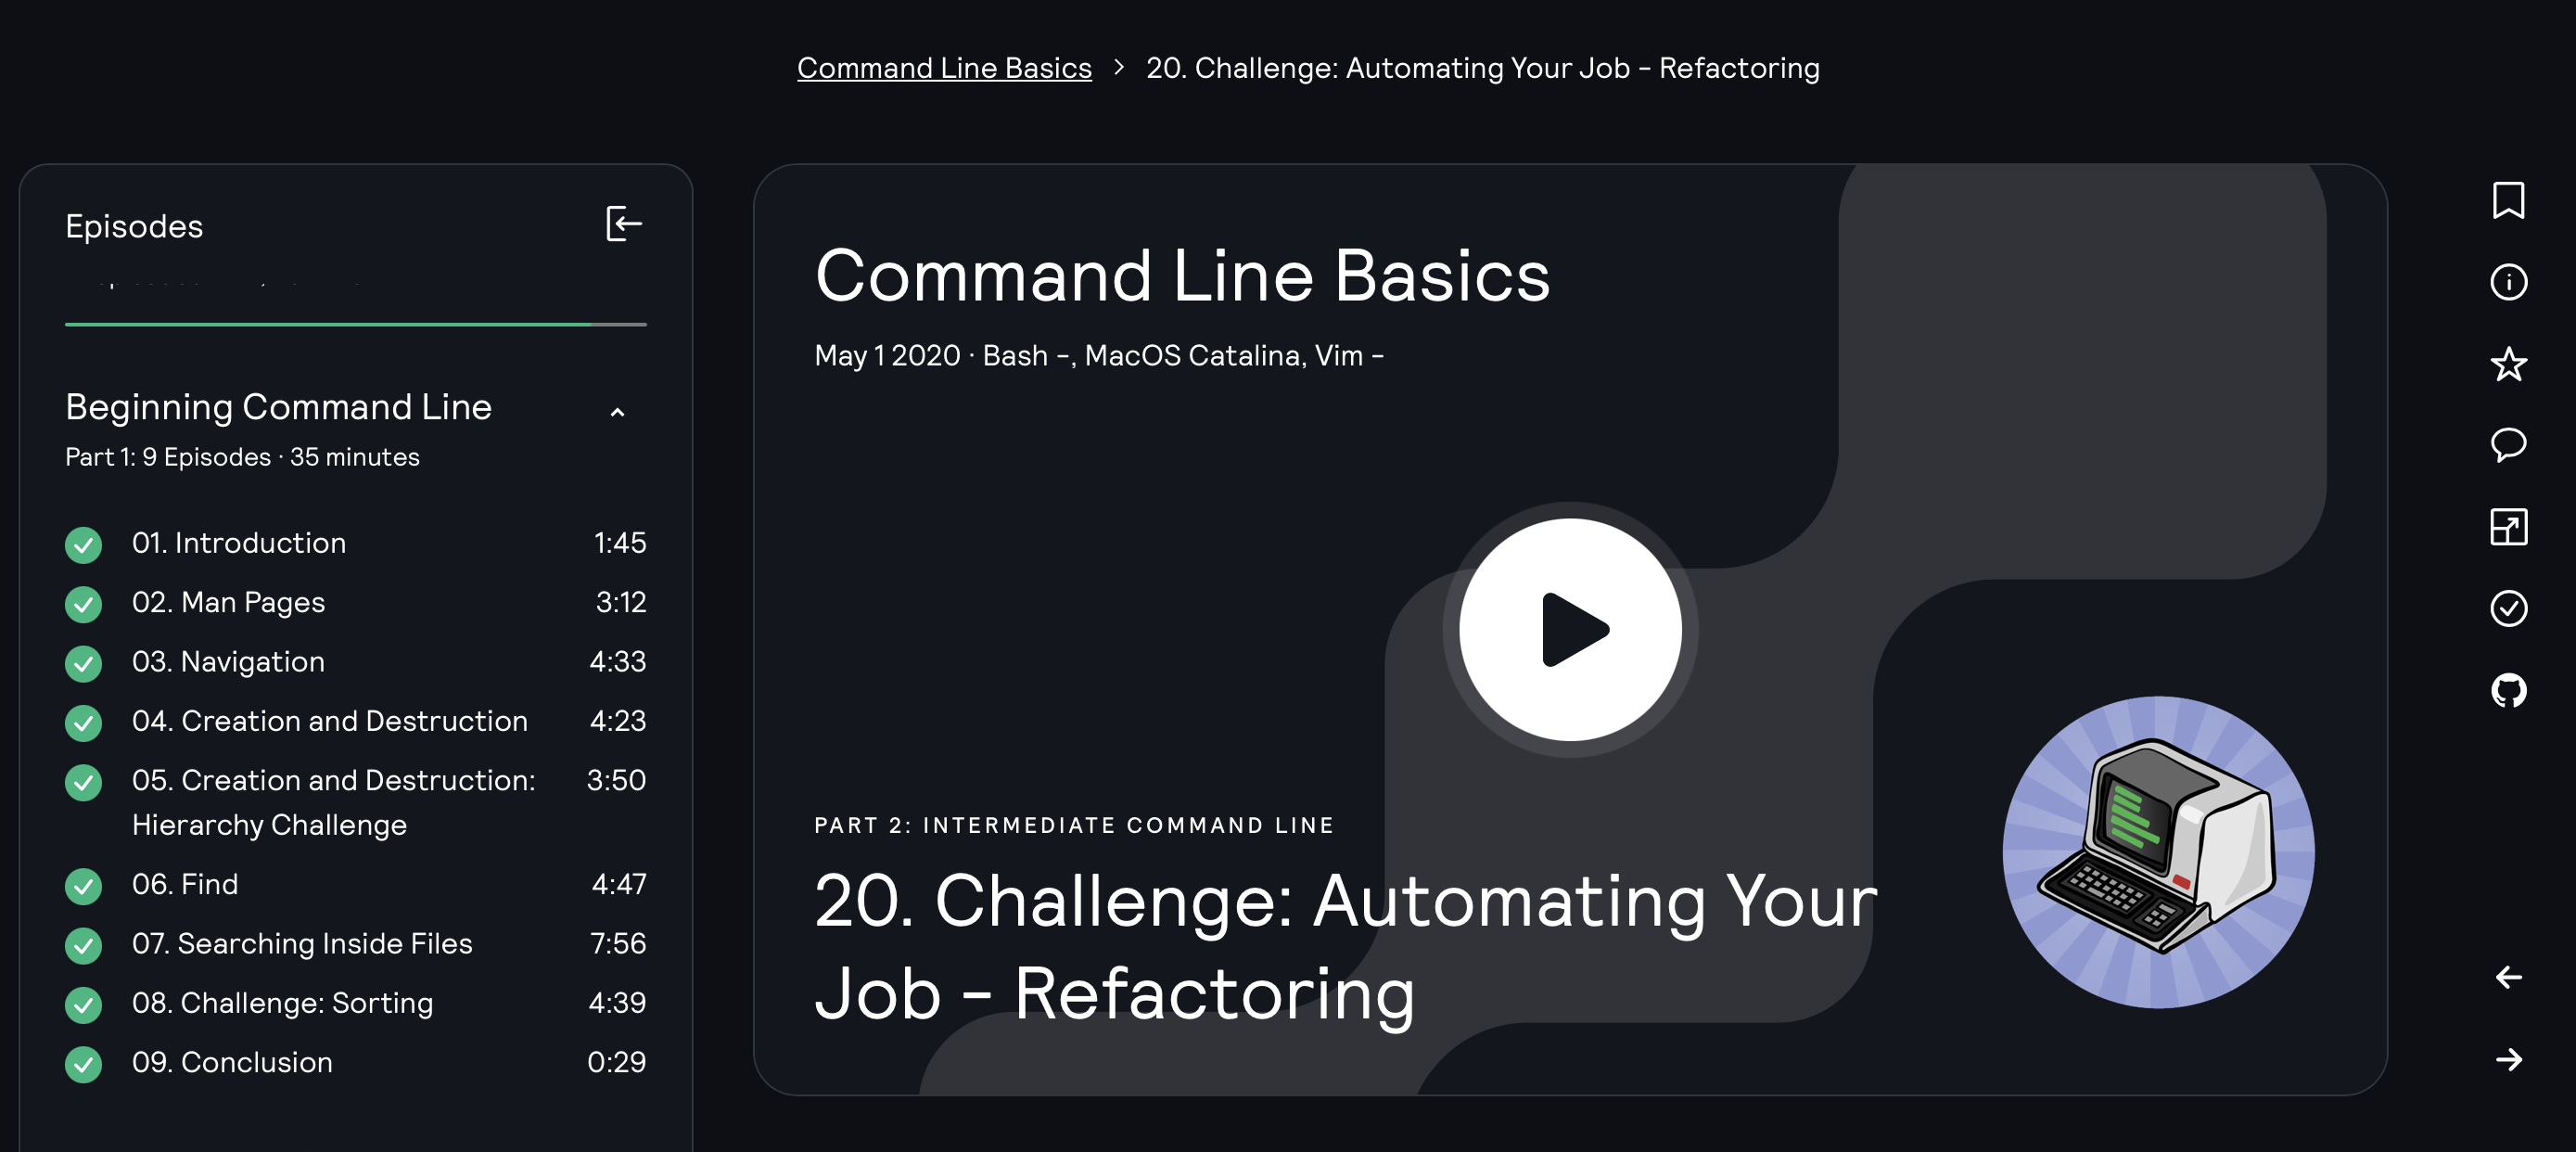 Command Line Basics > 20. Challenge: Automating Your Job - Refactoring
Episodes
Beginning Command Line
Part 1: 9 Episodes · 35 minutes
01. Introduction 1:45
02. Man Pages 3:12
03. Navigation 4:33
04. Creation and Destruction 4:23
05. Creation and Destruction: 3:50
Hierarchy Challenge
06. Find 4:47
07. Searching Inside Files 7:56
08. Challenge: Sorting 4:39
09. Conclusion 0:29
Command Line Basics
May 1 2020 · Bash -, MacOS Catalina, Vim -
PART 2: INTERMEDIATE COMMAND LINE
20. Challenge: Automating Your
Job - Refactoring